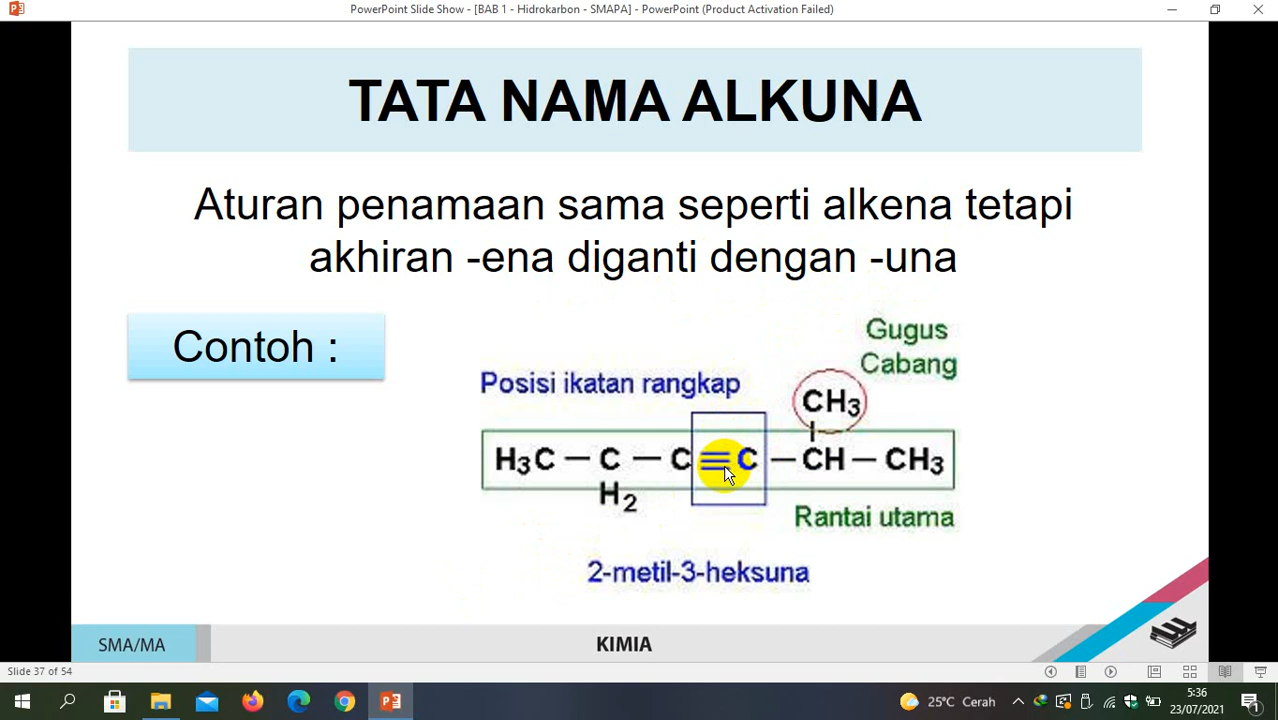 PowerPoint Slide Show - [BAB 1 - Hidrokarbon - SMAPA] - PowerPoint (Product Activation Failed)
TATA NAMA ALKUNA
Aturan penamaan sama seperti alkena tetapi
akhiran -ena diganti dengan -una
Contoh :
Gugus
Cabang
Posisi ikatan rangkap
CH3
H3C — C — C ≡ C — CH — CH3
H2
Rantai utama
2-metil-3-heksuna
SMA/MA
KIMIA
Slide 37 of 54
25°C Cerah
5:36
23/07/2021
1